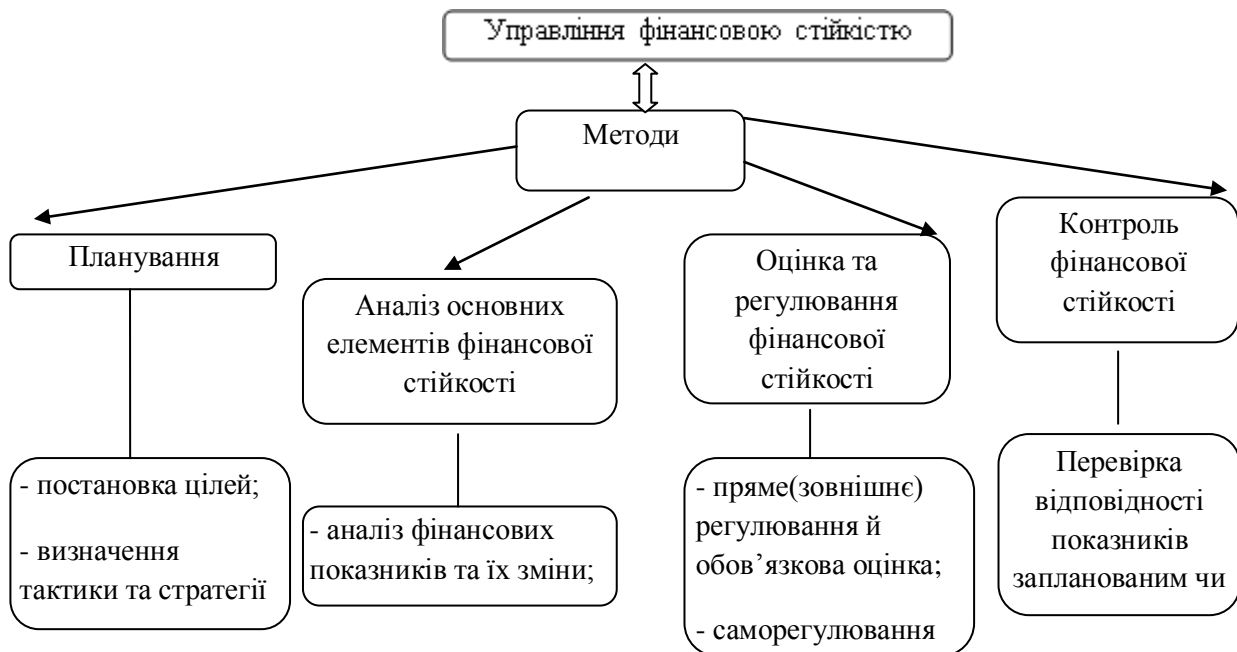 Управління фінансовою стійкістю
Методи
Планування
Аналіз основних
елементів фінансової
стійкості
Оцінка та
регулювання
фінансової
стійкості
Контроль
фінансової
стійкості
- постановка цілей;
- визначення
тактики та стратегії
- аналіз фінансових
показників та їх зміни;
- пряме(зовнішнє)
регулювання й
обов’язкова оцінка;
- саморегулювання
Перевірка
відповідності
показників
запланованим чи